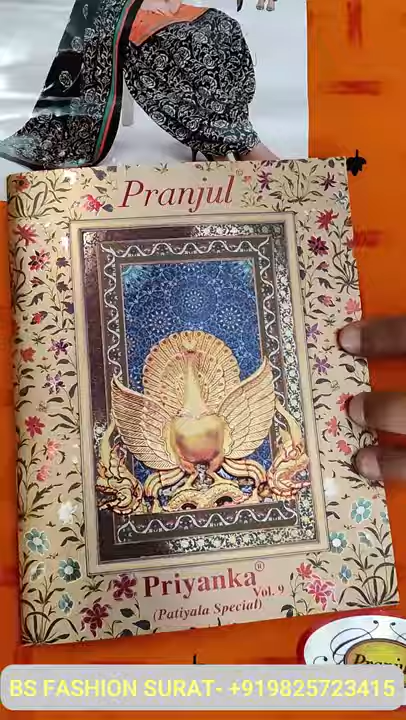 Pranjul®
Priyanka®
Vol. 9
(Patiyala Special)
BS FASHION SURAT- +919825723415